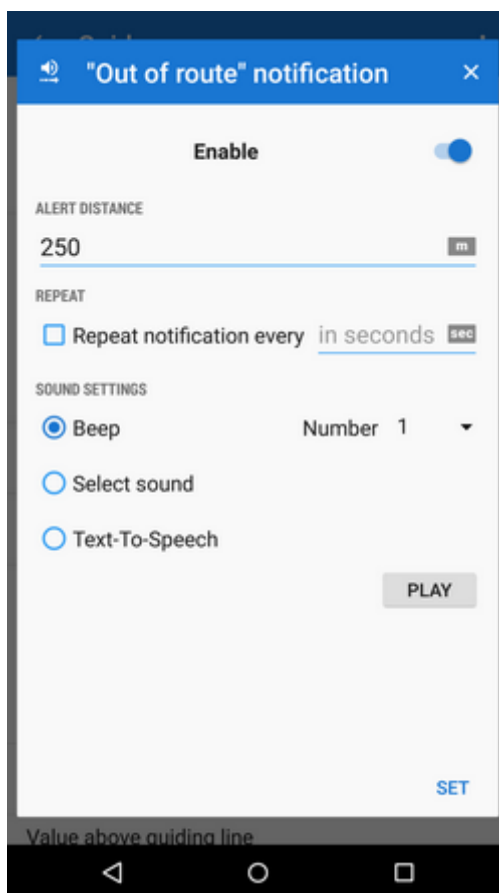 "Out of route" notification
Enable
ALERT DISTANCE
250 m
REPEAT
Repeat notification every in seconds sec
SOUND SETTINGS
Beep Number 1
Select sound
Text-To-Speech
PLAY
SET
Value above guiding line